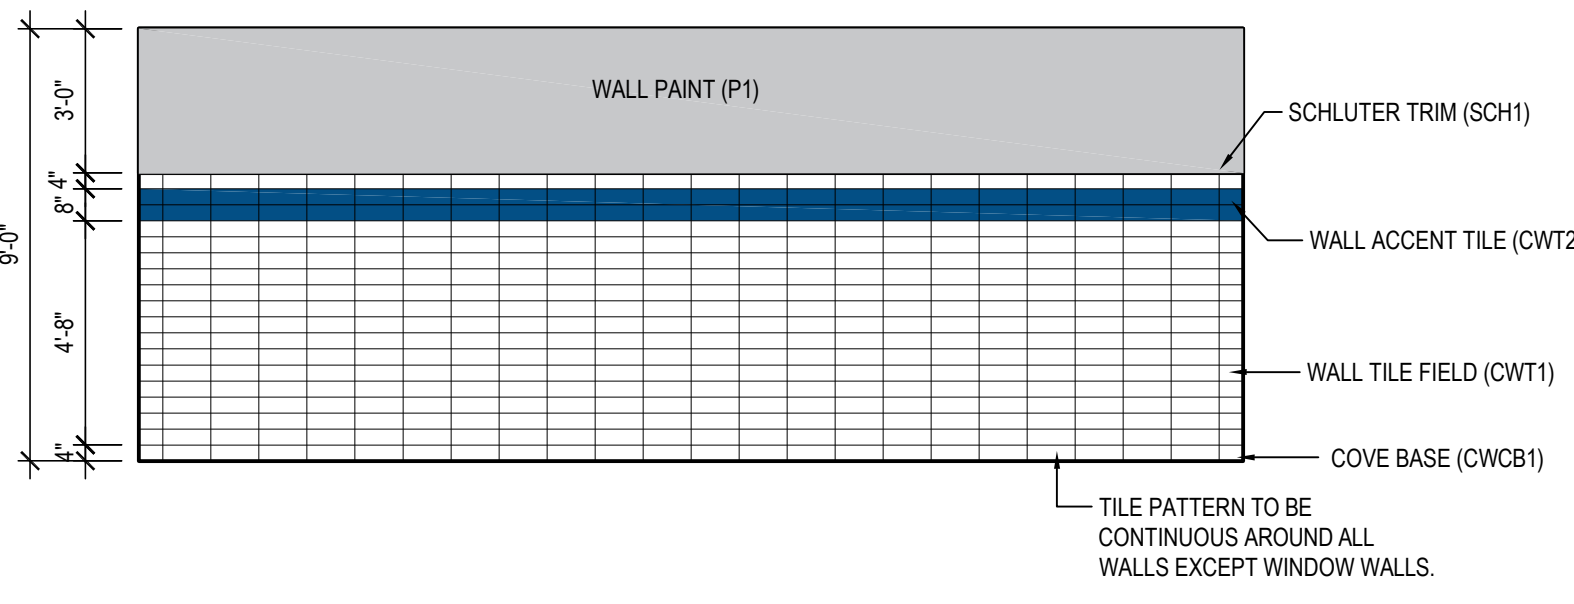 WALL PAINT (P1)
3'-0"
SCHLUTER TRIM (SCH1)
4"
8"
9'-0"
WALL ACCENT TILE (CWT2
4'-8"
WALL TILE FIELD (CWT1)
4"
COVE BASE (CWCB1)
TILE PATTERN TO BE
CONTINUOUS AROUND ALL
WALLS EXCEPT WINDOW WALLS.